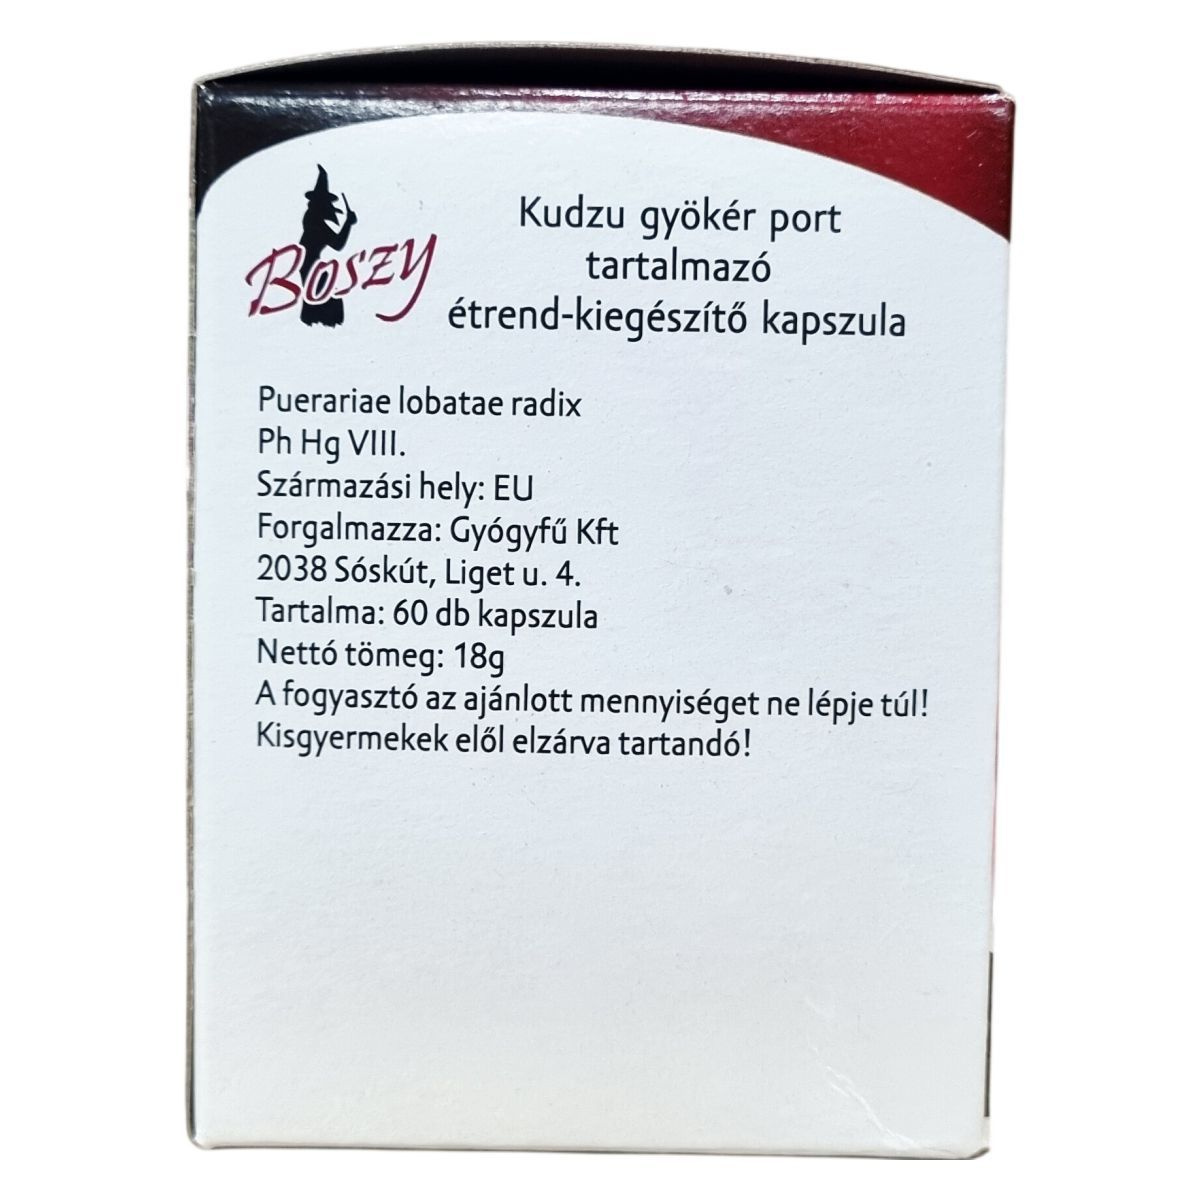 Boszy
Kudzu gyökér port
tartalmazó
étrend-kiegészítő kapszula
Puerariae lobatae radix
Ph Hg VIII.
Származási hely: EU
Forgalmazza: Gyógyfű Kft
2038 Sóskút, Liget u. 4.
Tartalma: 60 db kapszula
Nettó tömeg: 18g
A fogyasztó az ajánlott mennyiséget ne lépje túl!
Kisgyermekek elől elzárva tartandó!